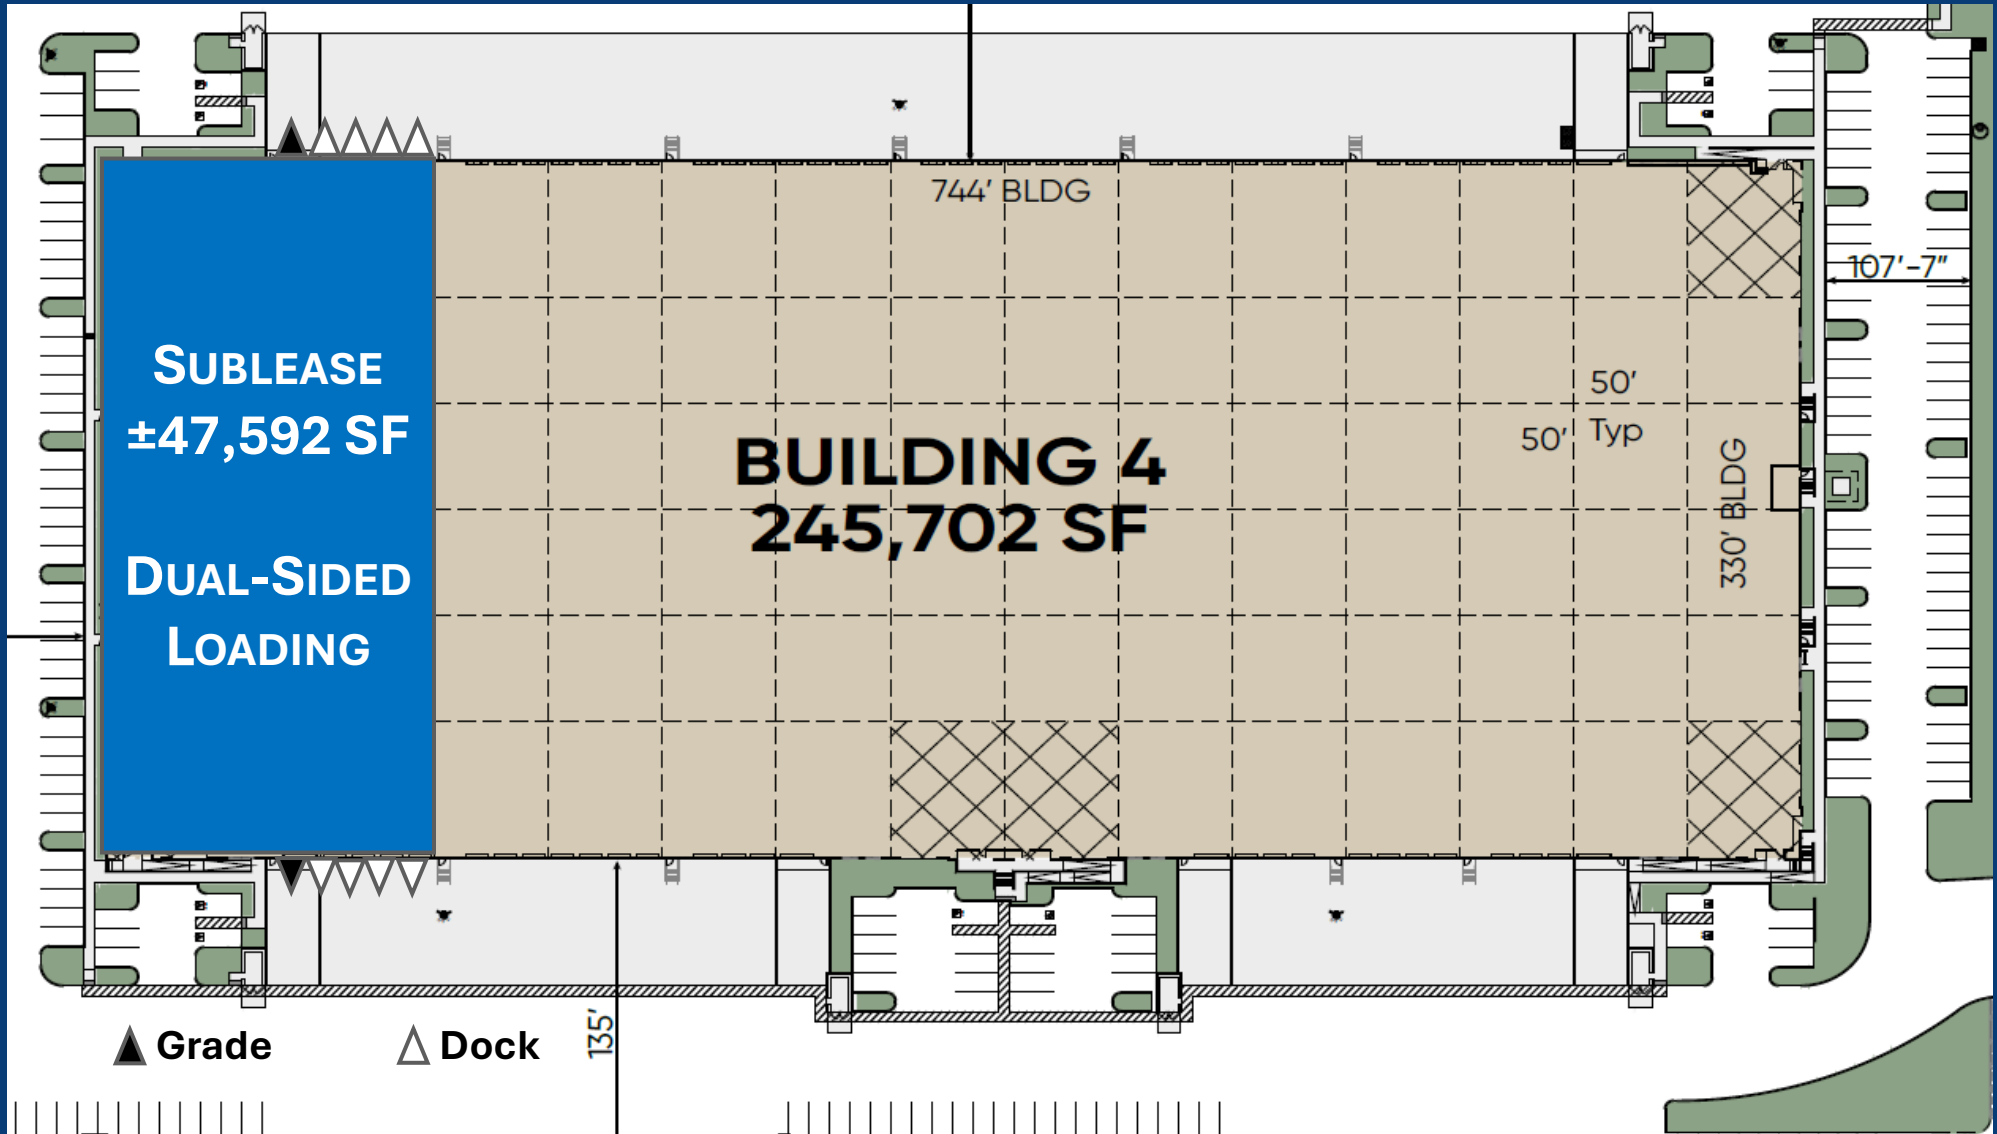 744' BLDG
107'-7"
SUBLEASE
±47,592 SF
DUAL-SIDED
LOADING
50'
50' Typ
BUILDING 4
245,702 SF
330' BLDG
135'
Grade
Dock